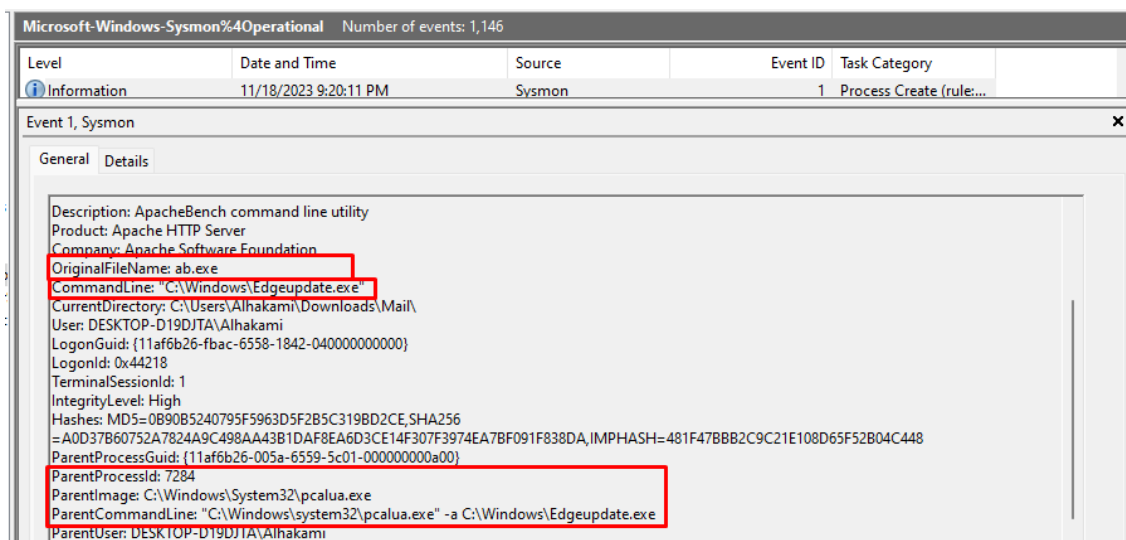 Microsoft-Windows-Sysmon%4Operational Number of events: 1,146
Level Date and Time Source Event ID Task Category
Information 11/18/2023 9:20:11 PM Sysmon 1 Process Create (rule:...
Event 1, Sysmon
General Details
Description: ApacheBench command line utility
Product: Apache HTTP Server
Company: Apache Software Foundation
OriginalFileName: ab.exe
CommandLine: "C:\Windows\Edgeupdate.exe"
CurrentDirectory: C:\Users\Alhakami\Downloads\Mail\
User: DESKTOP-D19DJTA\Alhakami
LogonGuid: {11af6b26-fbac-6558-1842-040000000000}
LogonId: 0x44218
TerminalSessionId: 1
IntegrityLevel: High
Hashes: MD5=0B90B5240795F5963D5F2B5C319BD2CE,SHA256
=A0D37B60752A7824A9C498AA43B1DAF8EA6D3CE14F307F3974EA7BF091F838DA,IMPHASH=481F47BBB2C9C21E108D65F52B04C448
ParentProcessGuid: {11af6b26-005a-6559-5c01-000000000a00}
ParentProcessId: 7284
ParentImage: C:\Windows\System32\pcalua.exe
ParentCommandLine: "C:\Windows\system32\pcalua.exe" -a C:\Windows\Edgeupdate.exe
ParentUser: DESKTOP-D19DJTA\Alhakami